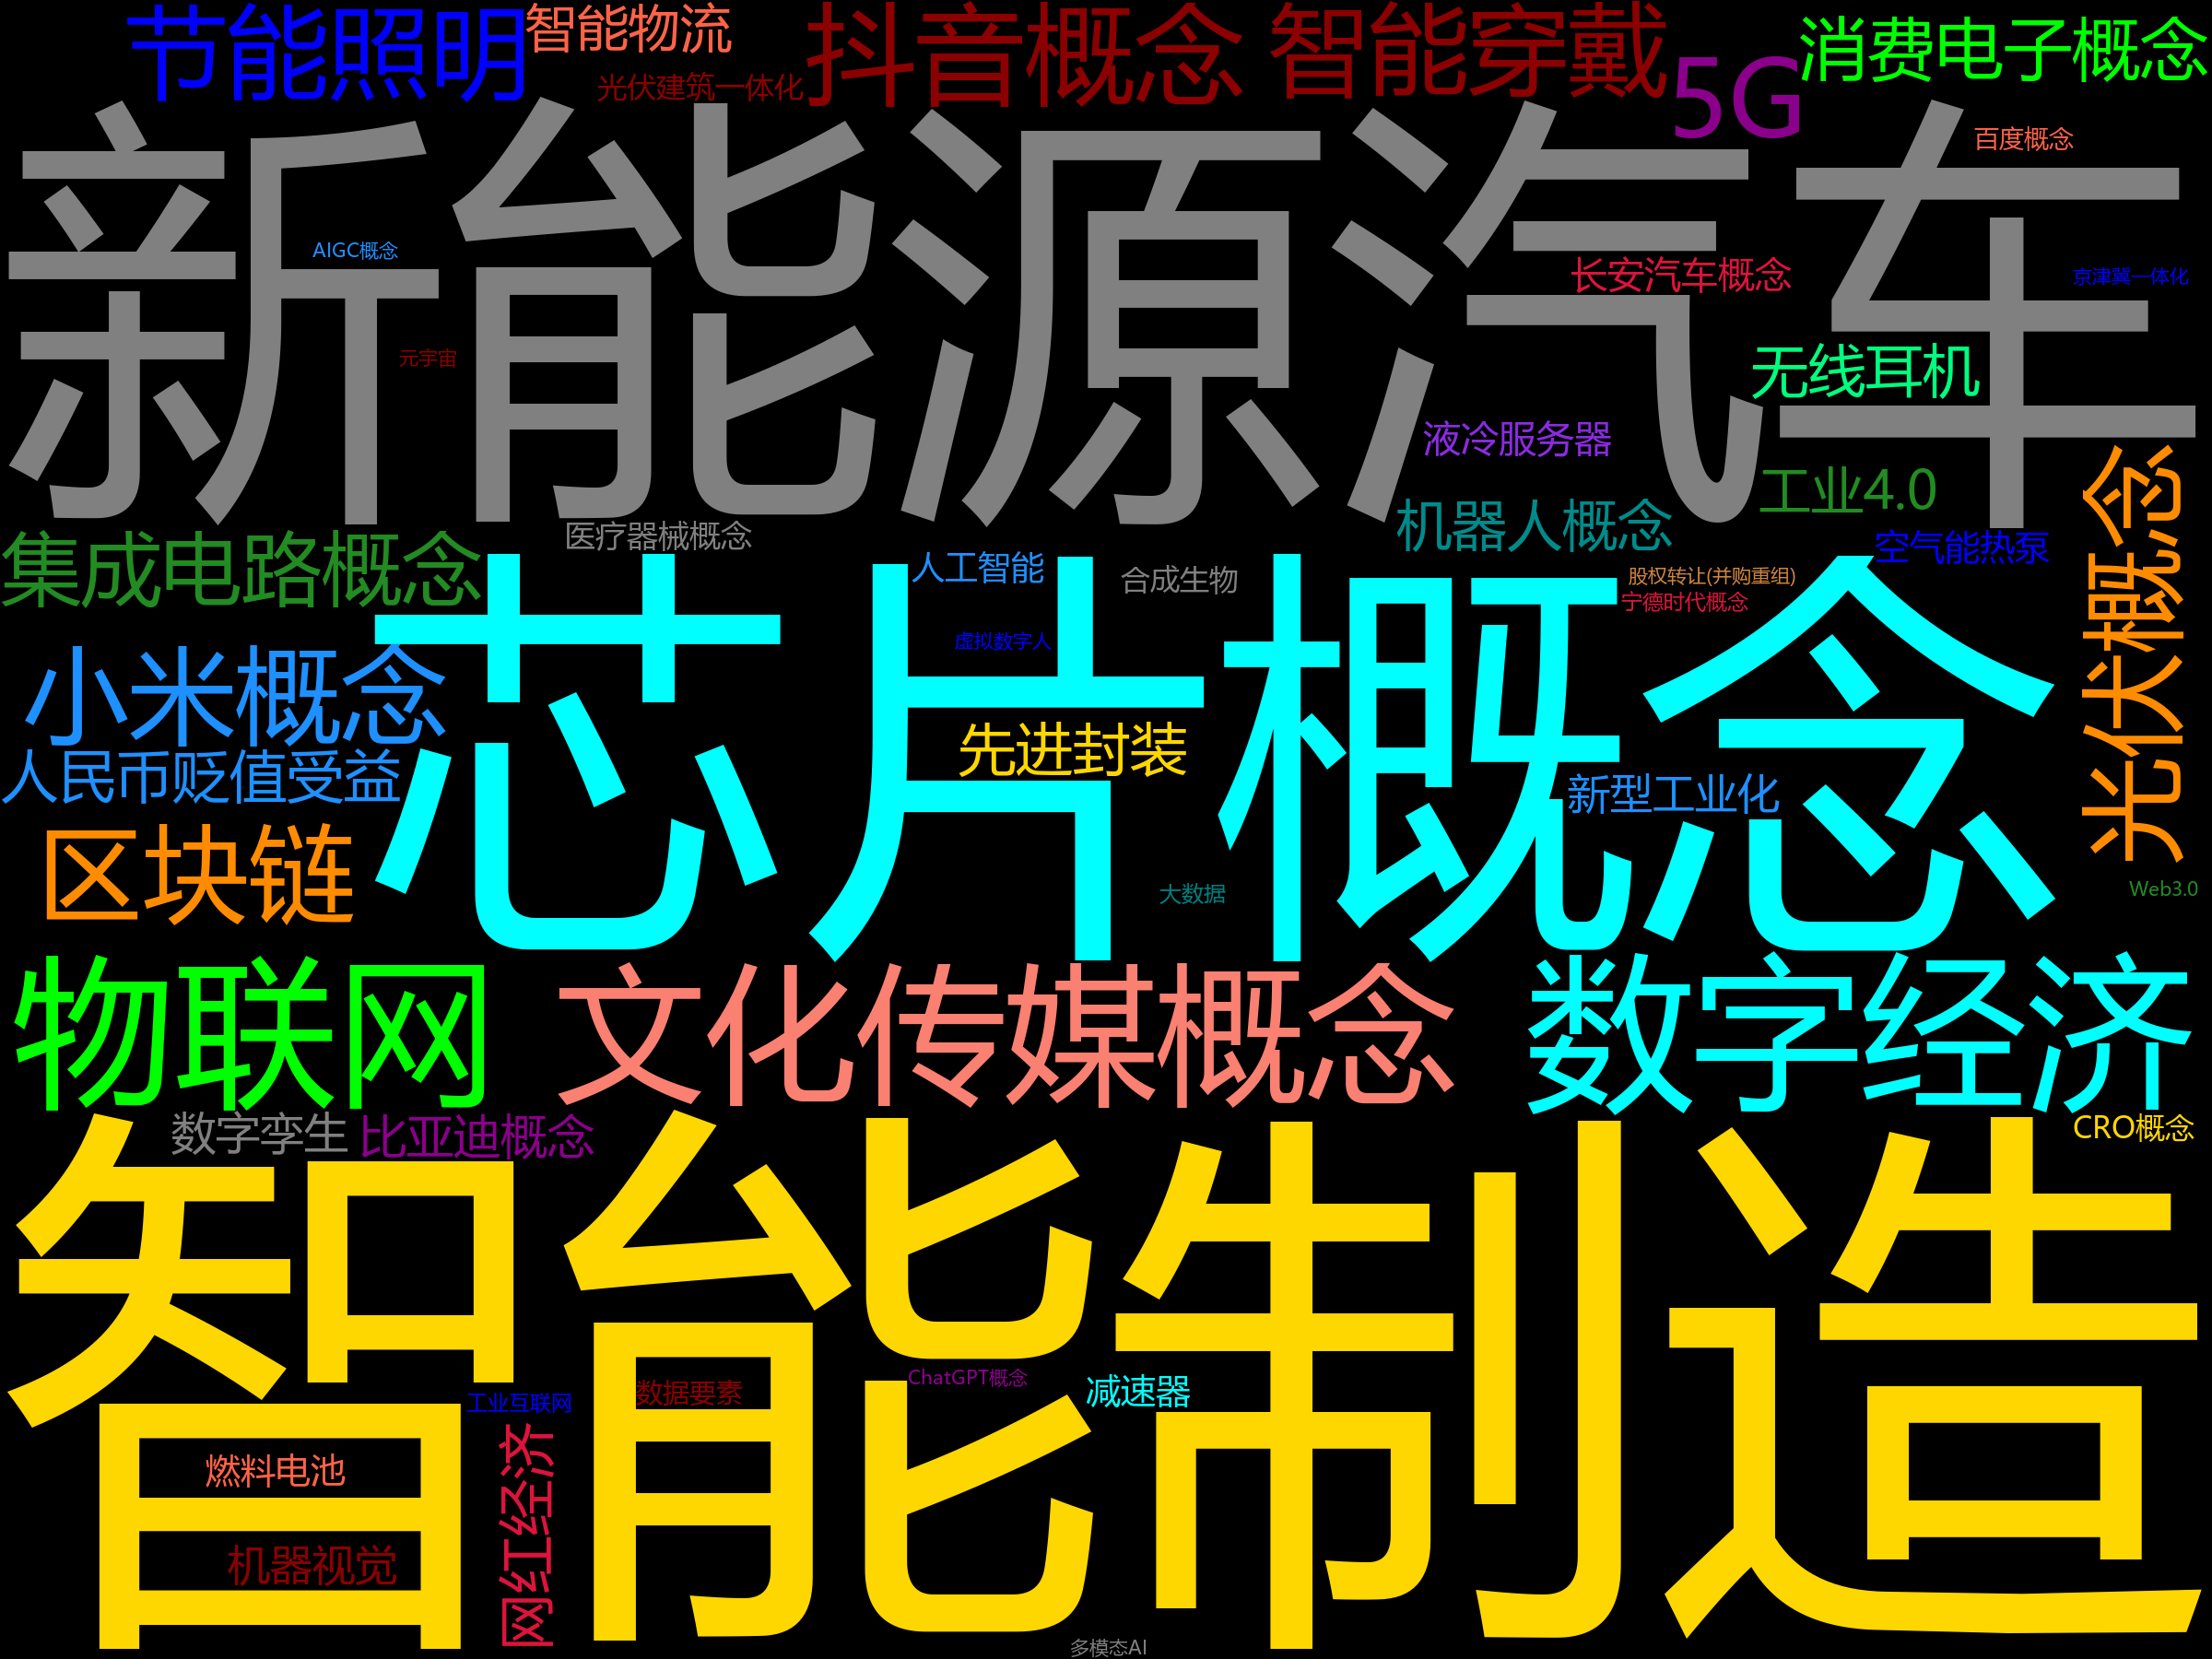 节能照明
智能物流
抖音概念
智能穿戴
5G
消费电子概念
光伏建筑一体化
百度概念
新能源汽车
AIGC概念
长安汽车概念
京津冀一体化
元宇宙
无线耳机
液冷服务器
工业4.0
机器人概念
光伏概念
集成电路概念
医疗器械概念
空气能热泵
人工智能
合成生物
股权转让(并购重组)
宁德时代概念
芯片概念
虚拟数字人
小米概念
先进封装
人民币贬值受益
新型工业化
区块链
大数据
Web3.0
物联网
文化传媒概念
数字经济
数字孪生
比亚迪概念
CRO概念
智能制造
ChatGPT概念
减速器
工业互联网
数据要素
燃料电池
网红经济
机器视觉
多模态AI